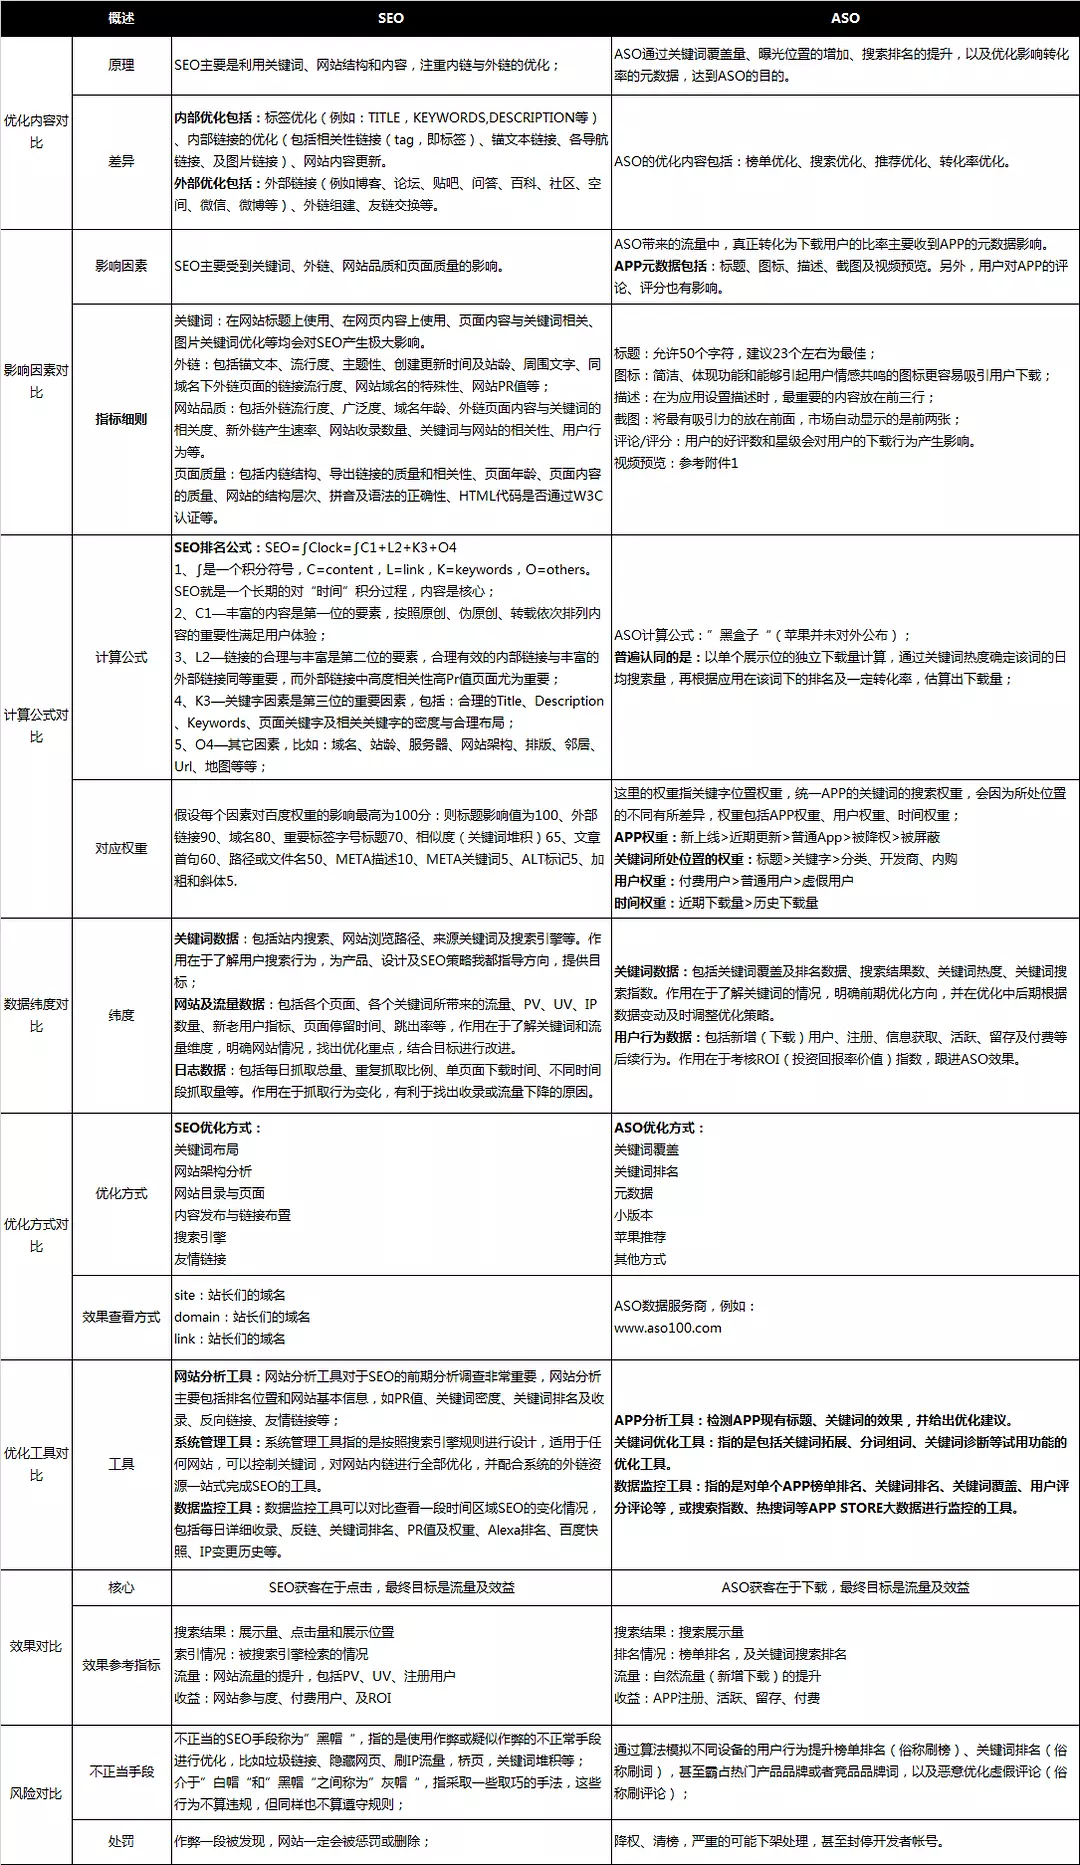 概述
SEO
ASO
优化内容对
比
原理
SEO主要是利用关键词、网站结构和内容，注重内链与外链的优化；
ASO通过关键词覆盖量、曝光位置的增加、搜索排名的提升，以及优化影响转化
率的元数据，达到ASO的目的。
差异
内部优化包括：标签优化（例如：TITLE，KEYWORDS,DESCRIPTION等）
、内部链接的优化（包括相关性链接（tag，即标签）、锚文本链接、各导航
链接、及图片链接）、网站内容更新。
外部优化包括：外部链接（例如博客、论坛、贴吧、问答、百科、社区、空
间、微信、微博等）、外链组建、友链交换等。
ASO的优化内容包括：榜单优化、搜索优化、推荐优化、转化率优化。
影响因素对
比
影响因素
SEO主要受到关键词、外链、网站品质和页面质量的影响。
ASO带来的流量中，真正转化为下载用户的比率主要收到APP的元数据影响。
APP元数据包括：标题、图标、描述、截图及视频预览。另外，用户对APP的评
论、评分也有影响。
指标细则
关键词：在网站标题上使用、在网页内容上使用、页面内容与关键词相关、
图片关键词优化等均会对SEO产生极大影响。
外链：包括锚文本、流行度、主题性、创建更新时间及站龄、周围文字、同
域名下外链页面的链接流行度、网站域名的特殊性、网站PR值等；
网站品质：包括外链流行度、广泛度、域名年龄、外链页面内容与关键词的
相关度、新外链产生速率、网站收录数量、关键词与网站的相关性、用户行
为等。
页面质量：包括内链结构、导出链接的质量和相关性、页面年龄、页面内容
的质量、网站的结构层次、拼音及语法的正确性、HTML代码是否通过W3C
认证等。
标题：允许50个字符，建议23个左右为最佳；
图标：简洁、体现功能和能够引起用户情感共鸣的图标更容易吸引用户下载；
描述：在为应用设置描述时，最重要的内容放在前三行；
截图：将最有吸引力的放在前面，市场自动显示的是前两张；
评论/评分：用户的好评数和星级会对用户的下载行为产生影响。
视频预览：参考附件1
计算公式对
比
计算公式
SEO排名公式：SEO=∫Clock=∫C1+L2+K3+O4
1、∫是一个积分符号，C=content，L=link，K=keywords，O=others。
SEO就是一个长期的对“时间”积分过程，内容是核心；
2、C1—丰富的内容是第一位的要素，按照原创、伪原创、转载依次排列内
容的重要性满足用户体验；
3、L2—链接的合理与丰富是第二位的要素，合理有效的内部链接与丰富的
外部链接同等重要，而外部链接中高度相关性高Pr值页面尤为重要；
4、K3—关键字因素是第三位的重要因素，包括：合理的Title、Description
、Keywords、页面关键字及相关关键字的密度与合理布局；
5、O4—其它因素，比如：域名、站龄、服务器、网站架构、排版、邻居、
Url、地图等等；
ASO计算公式：”黑盒子“（苹果并未对外公布）；
普遍认同的是：以单个展示位的独立下载量计算，通过关键词热度确定该词的日
均搜索量，再根据应用在该词下的排名及一定转化率，估算出下载量；
对应权重
假设每个因素对百度权重的影响最高为100分：则标题影响值为100、外部
链接90、域名80、重要标签字号标题70、相似度（关键词堆积）65、文章
首句60、路径或文件名50、META描述10、META关键词5、ALT标记5、加
粗和斜体5.
这里的权重指关键字位置权重，统一APP的关键词的搜索权重，会因为所处位置
的不同有所差异，权重包括APP权重、用户权重、时间权重；
APP权重：新上线>近期更新>普通App>被降权>被屏蔽
关键词所处位置的权重：标题>关键字>分类、开发商、内购
用户权重：付费用户>普通用户>虚假用户
时间权重：近期下载量>历史下载量
数据纬度对
比
纬度
关键词数据：包括站内搜索、网站浏览路径、来源关键词及搜索引擎等。作
用在于了解用户搜索行为，为产品、设计及SEO策略我都指导方向，提供目
标；
网站及流量数据：包括各个页面、各个关键词所带来的流量、PV、UV、IP
数量、新老用户指标、页面停留时间、跳出率等，作用在于了解关键词和流
量维度，明确网站情况，找出优化重点，结合目标进行改进。
日志数据：包括每日抓取总量、重复抓取比例、单页面下载时间、不同时间
段抓取量等。作用在于抓取行为变化，有利于找出收录或流量下降的原因。
关键词数据：包括关键词覆盖及排名数据、搜索结果数、关键词热度、关键词搜
索指数。作用在于了解关键词的情况，明确前期优化方向，并在优化中后期根据
数据变动及时调整优化策略。
用户行为数据：包括新增（下载）用户、注册、信息获取、活跃、留存及付费等
后续行为。作用在于考核ROI（投资回报率价值）指数，跟进ASO效果。
优化方式对
比
优化方式
SEO优化方式：
关键词布局
网站架构分析
网站目录与页面
内容发布与链接布置
搜索引擎
友情链接
ASO优化方式：
关键词覆盖
关键词排名
元数据
小版本
苹果推荐
其他方式
效果查看方式
site：站长们的域名
domain：站长们的域名
link：站长们的域名
ASO数据服务商，例如：
www.aso100.com
优化工具对
比
工具
网站分析工具：网站分析工具对于SEO的前期分析调查非常重要，网站分析
主要包括排名位置和网站基本信息，如PR值、关键词密度、关键词排名及收
录、反向链接、友情链接等；
系统管理工具：系统管理工具指的是按照搜索引擎规则进行设计，适用于任
何网站，可以控制关键词，对网站内链进行全部优化，并配合系统的外链资
源一站式完成SEO的工具。
数据监控工具：数据监控工具可以对比查看一段时间区域SEO的变化情况，
包括每日详细收录、反链、关键词排名、PR值及权重、Alexa排名、百度快
照、IP变更历史等。
APP分析工具：检测APP现有标题、关键词的效果，并给出优化建议。
关键词优化工具：指的是包括关键词拓展、分词组词、关键词诊断等试用功能的
优化工具。
数据监控工具：指的是对单个APP榜单排名、关键词排名、关键词覆盖、用户评
分评论等，或搜索指数、热搜词等APP STORE大数据进行监控的工具。
效果对比
核心
SEO获客在于点击，最终目标是流量及效益
ASO获客在于下载，最终目标是流量及效益
效果参考指标
搜索结果：展示量、点击量和展示位置
索引情况：被搜索引擎检索的情况
流量：网站流量的提升，包括PV、UV、注册用户
收益：网站参与度、付费用户、及ROI
搜索结果：搜索展示量
排名情况：榜单排名，及关键词搜索排名
流量：自然流量（新增下载）的提升
收益：APP注册、活跃、留存、付费
风险对比
不正当手段
不正当的SEO手段称为”黑帽“，指的是使用作弊或疑似作弊的不正常手段
进行优化，比如垃圾链接、隐藏网页、刷IP流量，桥页，关键词堆积等；
介于”白帽“和”黑帽“之间称为”灰帽“，指采取一些取巧的手法，这些
行为不算违规，但同样也不算遵守规则；
通过算法模拟不同设备的用户行为提升榜单排名（俗称刷榜）、关键词排名（俗
称刷词），甚至霸占热门产品品牌或者竞品品牌词，以及恶意优化虚假评论（俗
称刷评论）；
处罚
作弊一段被发现，网站一定会被惩罚或删除；
降权、清榜，严重的可能下架处理，甚至封停开发者帐号。